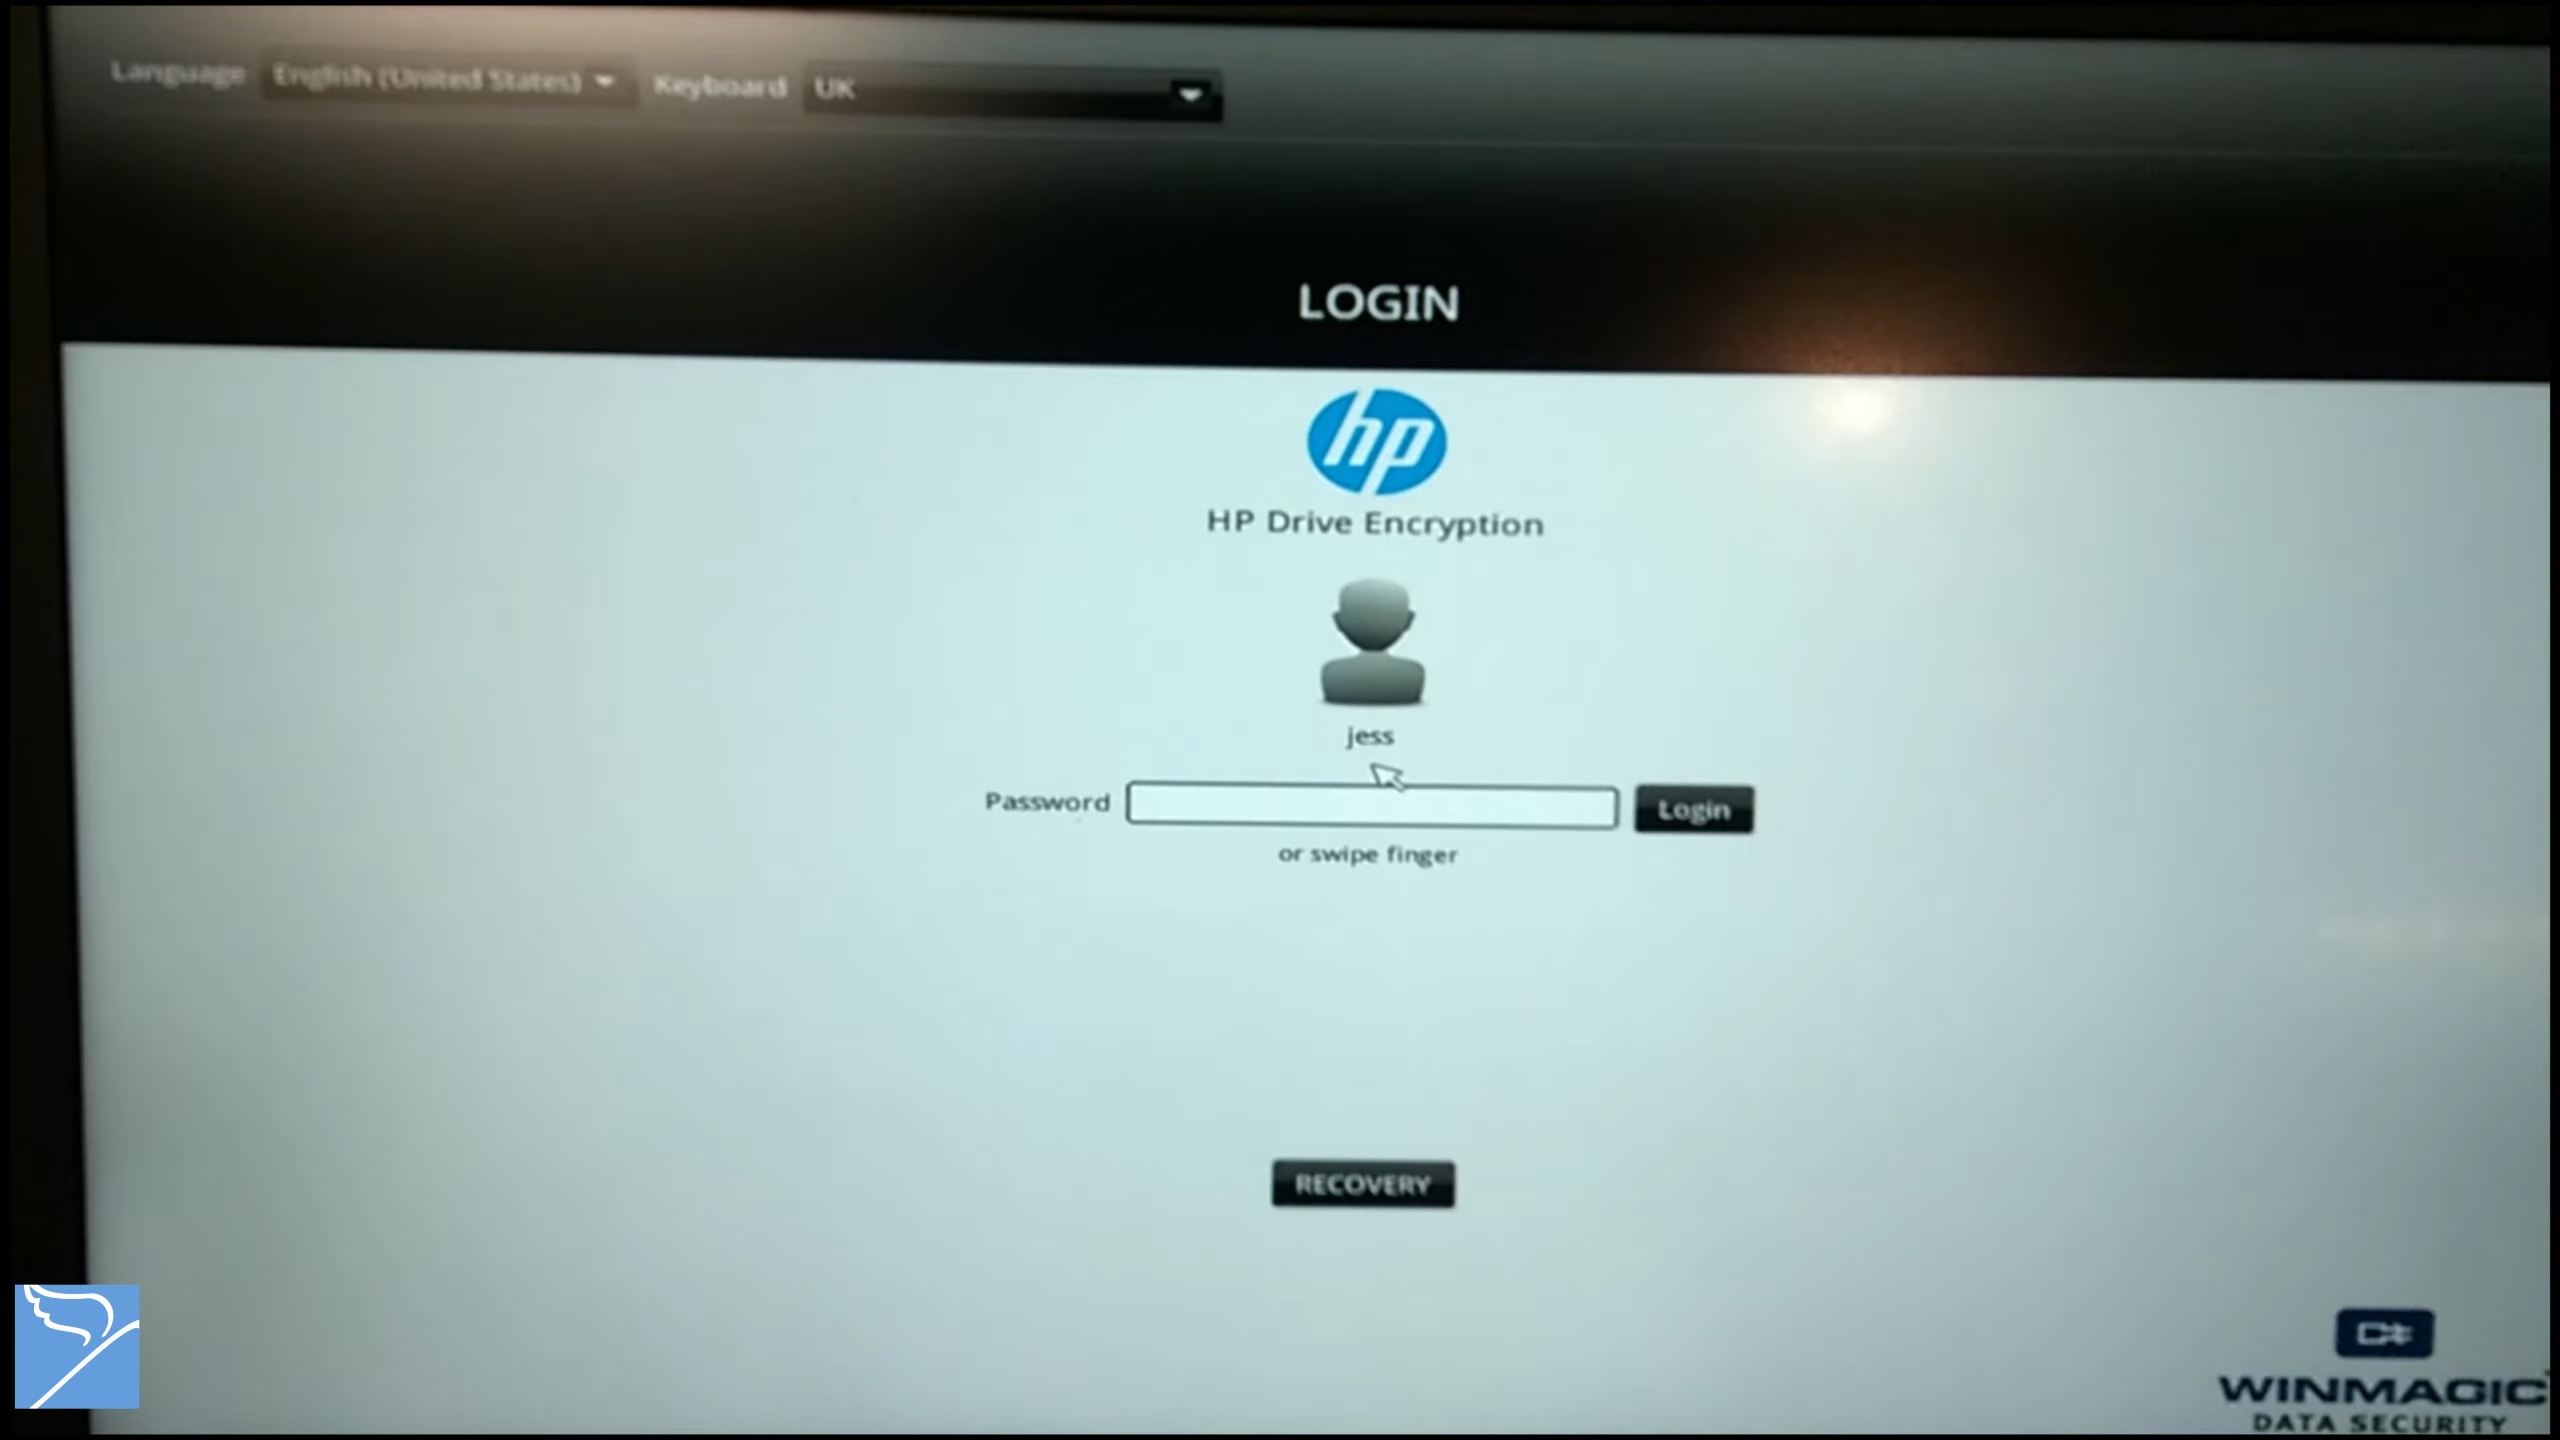 Language English (United States) Keyboard UK
LOGIN
hp
HP Drive Encryption
jess
Password Login
or swipe finger
RECOVERY
WINMAGIC
DATA SECURITY